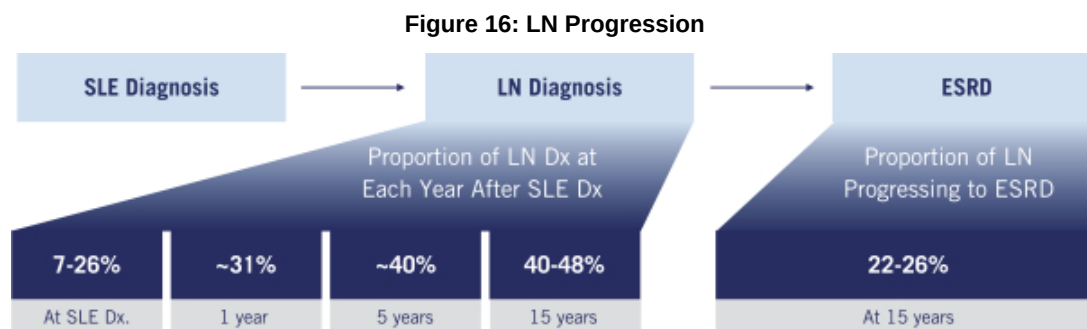 Figure 16: LN Progression
SLE Diagnosis
LN Diagnosis
ESRD
Proportion of LN Dx at
Each Year After SLE Dx
Proportion of LN
Progressing to ESRD
7-26%
~31%
~40%
40-48%
22-26%
At SLE Dx.
1 year
5 years
15 years
At 15 years